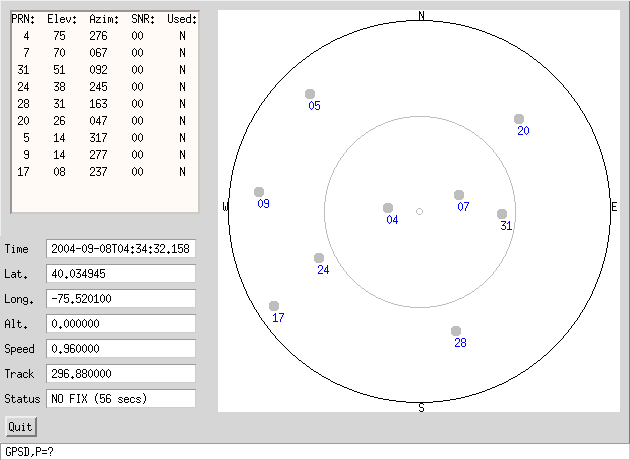 PRN: Elev: Azim: SNR: Used:
4 75 276 00 N
7 70 067 00 N
31 51 092 00 N
24 38 245 00 N
28 31 163 00 N
20 26 047 00 N
5 14 317 00 N
9 14 277 00 N
17 08 237 00 N
N
05
20
W
09
07
04
E
31
24
17
28
S
Time 2004-09-08T04:34:32.158
Lat. 40.034945
Long. -75.520100
Alt. 0.000000
Speed 0.960000
Track 296.880000
Status NO FIX (56 secs)
Quit
GPSD,P=?